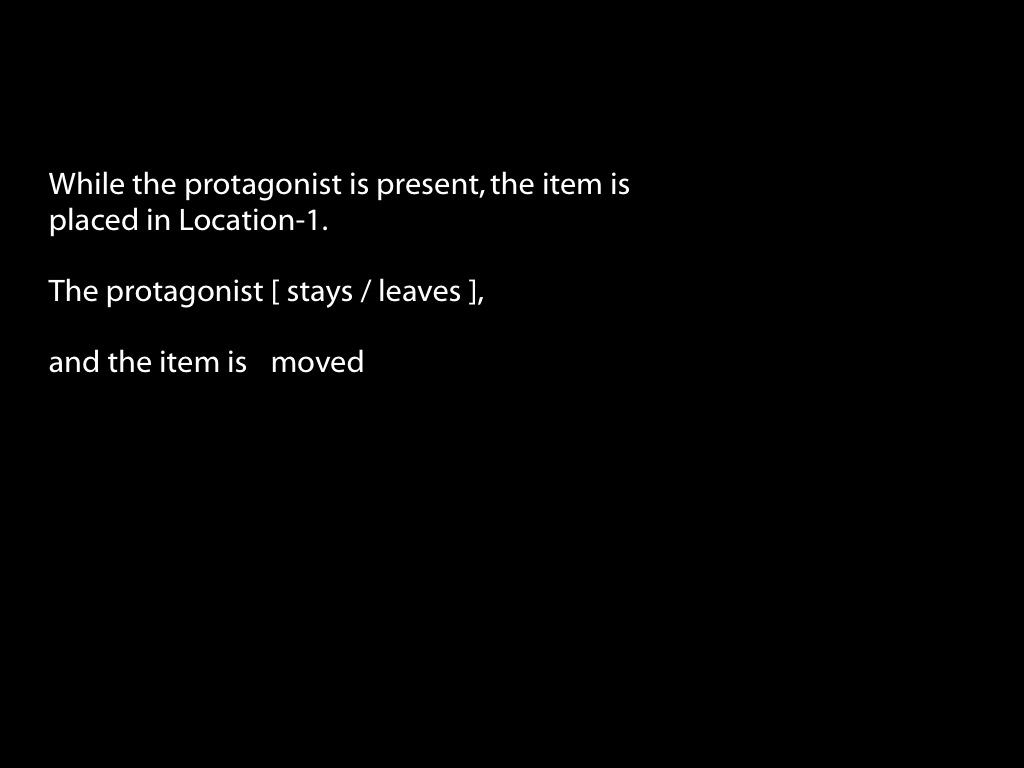 While the protagonist is present, the item is
placed in Location-1.
The protagonist [ stays / leaves ],
and the item is moved